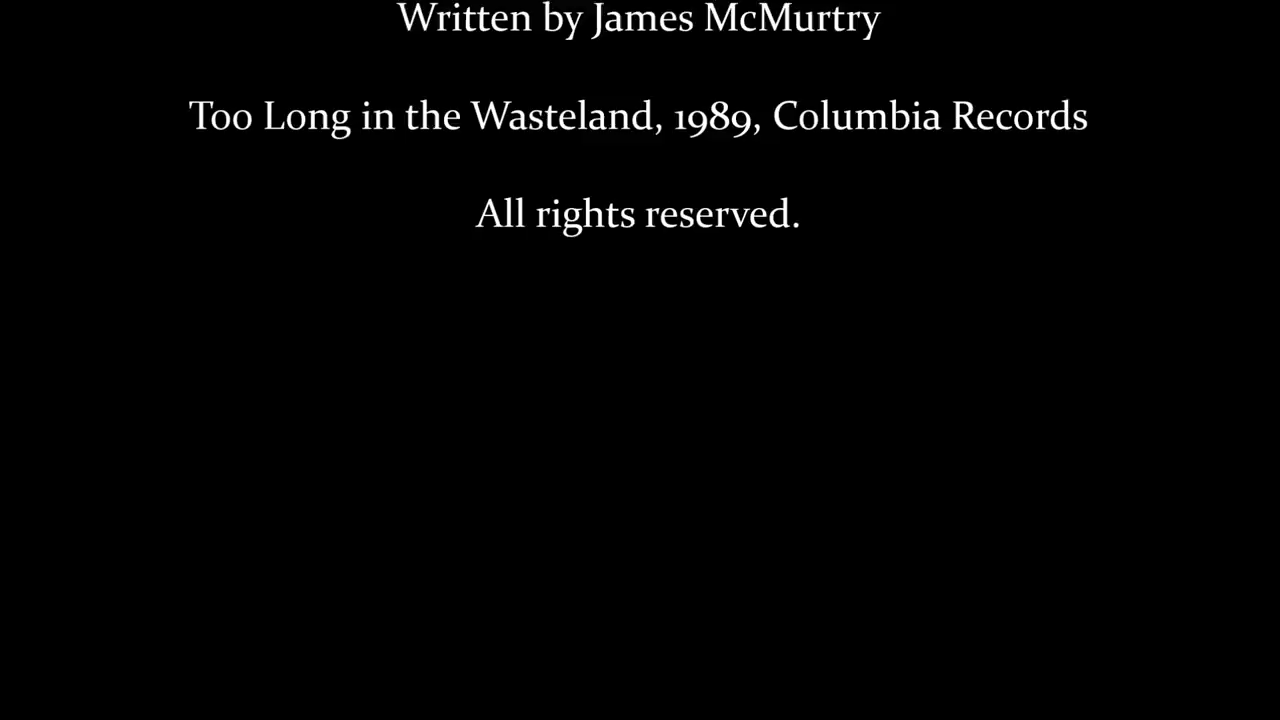 Written by James McMurtry
Too Long in the Wasteland, 1989, Columbia Records
All rights reserved.